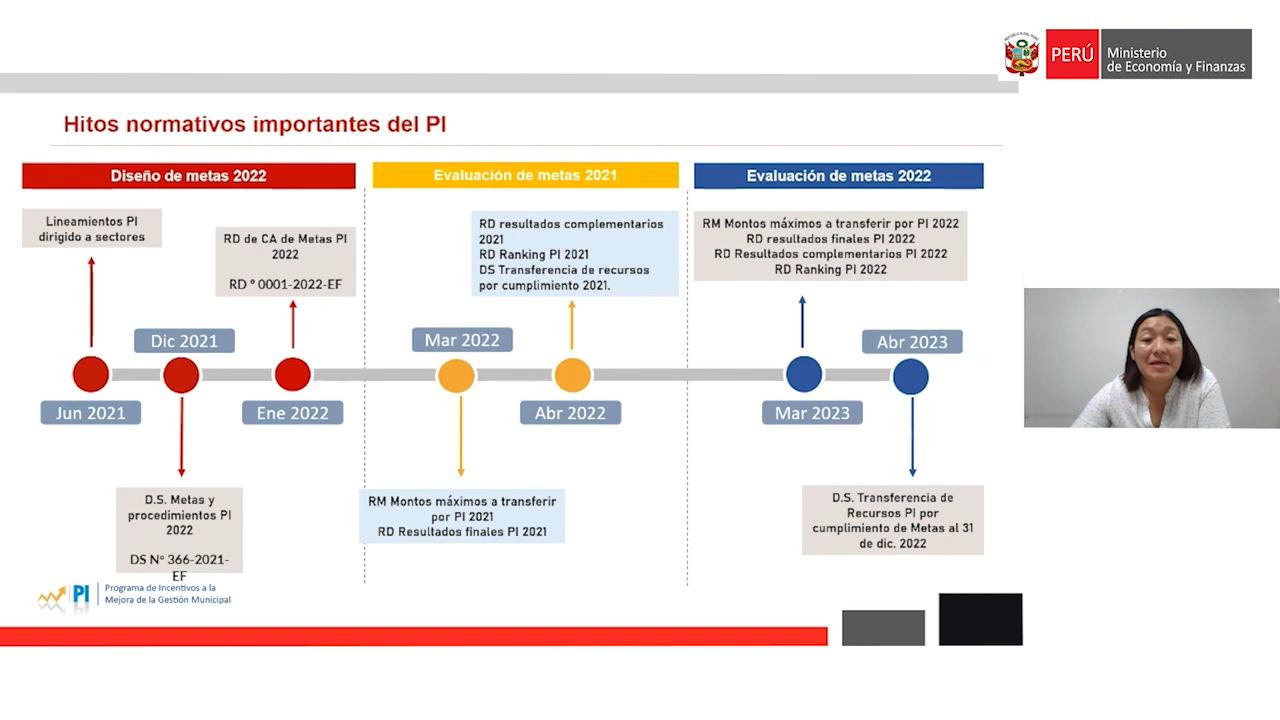 PERÚ
Ministerio
de Economía y Finanzas
Hitos normativos importantes del PI
Diseño de metas 2022
Evaluación de metas 2021
Evaluación de metas 2022
Lineamientos PI
dirigido a sectores
RD de CA de Metas PI
2022
RD ° 0001-2022-EF
RD resultados complementarios
2021
RD Ranking PI 2021
DS Transferencia de recursos
por cumplimiento 2021.
RM Montos máximos a transferir por PI 2022
RD resultados finales PI 2022
RD Resultados complementarios PI 2022
RD Ranking PI 2022
Dic 2021
Mar 2022
Abr 2023
Jun 2021
Ene 2022
Abr 2022
Mar 2023
D.S. Metas y
procedimientos PI
2022
DS N° 366-2021-
EF
RM Montos máximos a transferir
por PI 2021
RD Resultados finales PI 2021
D.S. Transferencia de
Recursos PI por
cumplimiento de Metas al 31
de dic. 2022
PI
Programa de Incentivos a la
Mejora de la Gestión Municipal